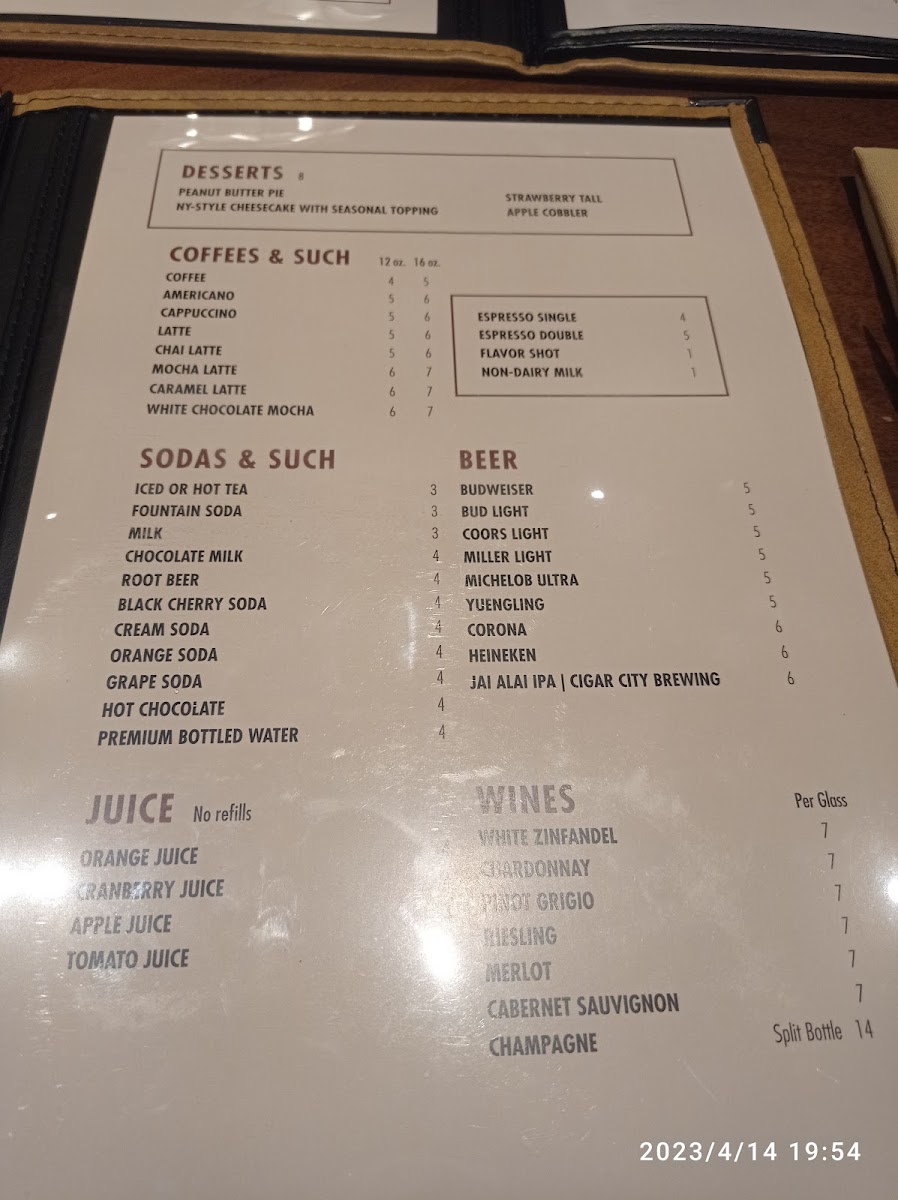 DESSERTS 8
PEANUT BUTTER PIE
NY-STYLE CHEESECAKE WITH SEASONAL TOPPING
STRAWBERRY TALL
APPLE COBBLER
COFFEES & SUCH 12 oz. 16 oz.
COFFEE 4 5
AMERICANO 5 6
CAPPUCCINO 5 6
LATTE 5 6
CHAI LATTE 5 6
MOCHA LATTE 6 7
CARAMEL LATTE 6 7
WHITE CHOCOLATE MOCHA 6 7
ESPRESSO SINGLE 4
ESPRESSO DOUBLE 5
FLAVOR SHOT 1
NON-DAIRY MILK 1
SODAS & SUCH
ICED OR HOT TEA 3
FOUNTAIN SODA 3
MILK 3
CHOCOLATE MILK 4
ROOT BEER 4
BLACK CHERRY SODA 4
CREAM SODA 4
ORANGE SODA 4
GRAPE SODA 4
HOT CHOCOLATE 4
PREMIUM BOTTLED WATER 4
BEER
BUDWEISER 5
BUD LIGHT 5
COORS LIGHT 5
MILLER LIGHT 5
MICHELOB ULTRA 5
YUENGLING 5
CORONA 6
HEINEKEN 6
JAI ALAI IPA | CIGAR CITY BREWING 6
JUICE No refills
ORANGE JUICE
CRANBERRY JUICE
APPLE JUICE
TOMATO JUICE
WINES Per Glass
WHITE ZINFANDEL 7
CHARDONNAY 7
PINOT GRIGIO 7
RIESLING 7
MERLOT 7
CABERNET SAUVIGNON 7
CHAMPAGNE Split Bottle 14
2023/4/14 19:54